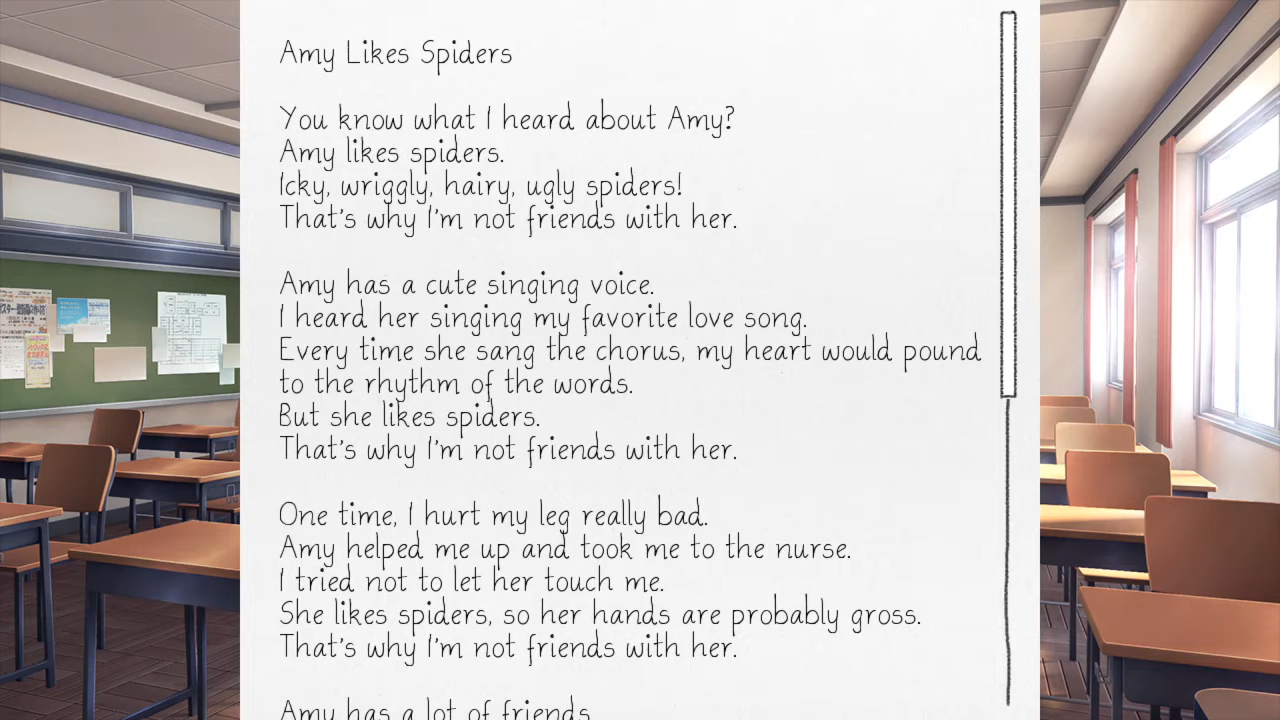 Amy Likes Spiders
You know what I heard about Amy?
Amy likes spiders.
Icky, wriggly, hairy, ugly spiders!
That's why I'm not friends with her.
Amy has a cute singing voice.
I heard her singing my favorite love song.
Every time she sang the chorus, my heart would pound
to the rhythm of the words.
But she likes spiders.
That's why I'm not friends with her.
One time, I hurt my leg really bad.
Amy helped me up and took me to the nurse.
I tried not to let her touch me.
She likes spiders, so her hands are probably gross.
That's why I'm not friends with her.
Amy has a lot of friends